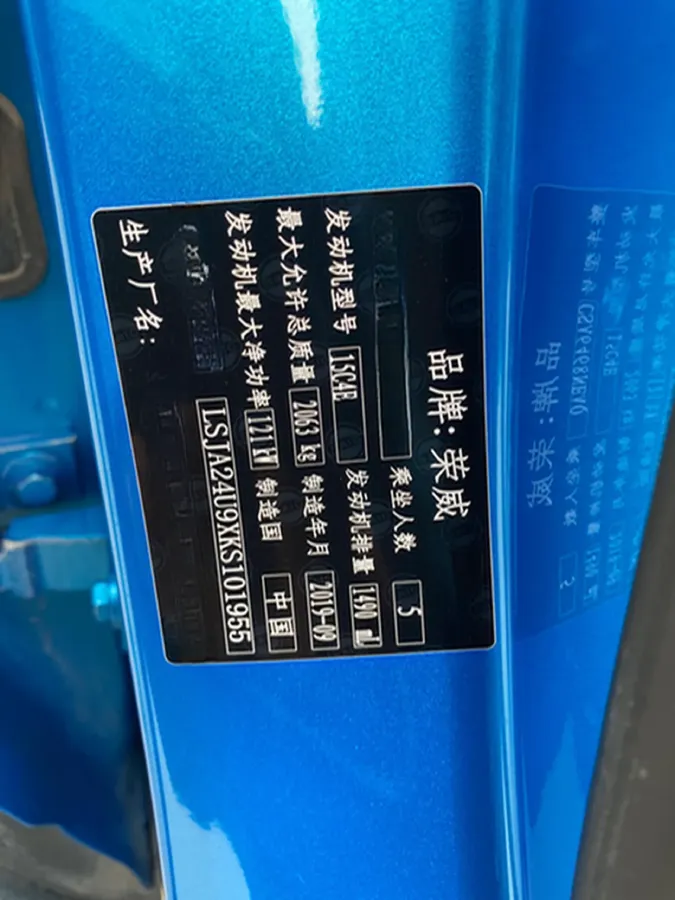 品牌: 荣威
乘坐人数 5
发动机型号 15C4E 发动机排量 1490 ml
最大允许总质量 2063 kg 制造年月 2019-09
发动机最大净功率 121 kW 制造国 中国
LSJA24U9XKS101955
生产厂名: